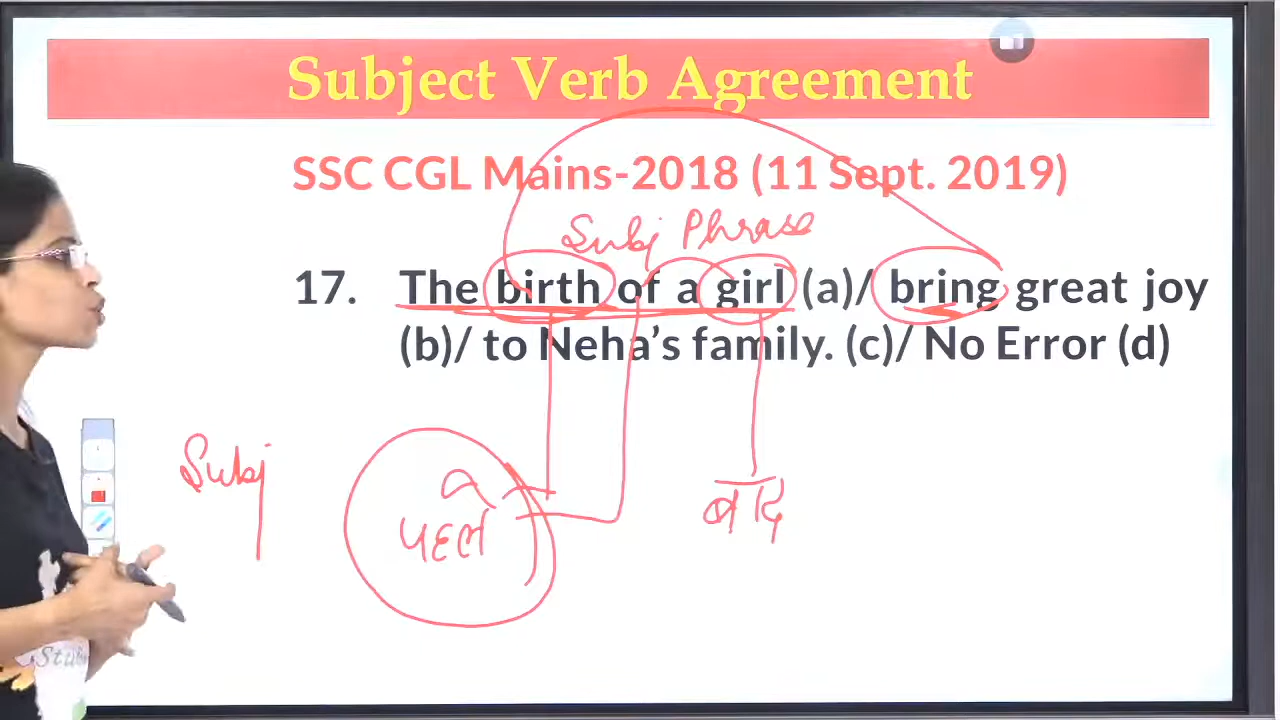 Subject Verb Agreement
SSC CGL Mains-2018 (11 Sept. 2019)
Subj Phrase
17. The birth of a girl (a)/ bring great joy
(b)/ to Neha's family. (c)/ No Error (d)
Subj
पहले
बाद